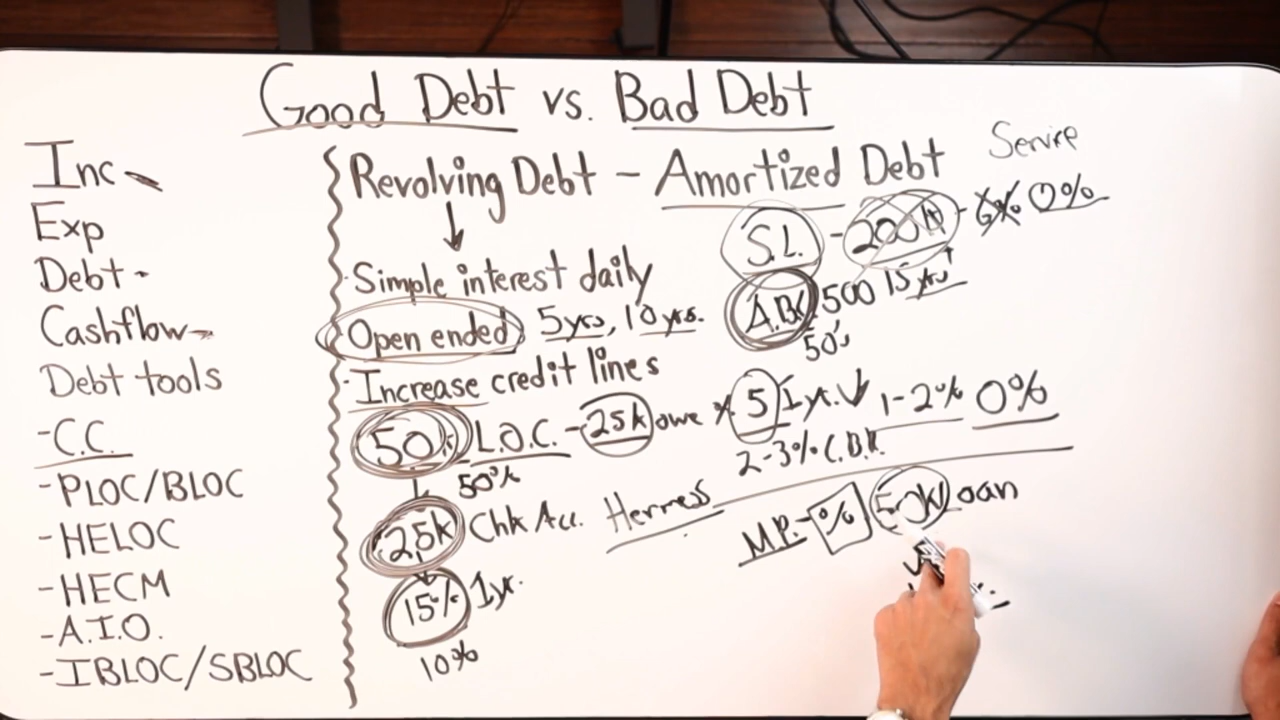 Good Debt vs. Bad Debt
Inc
Exp
Debt -
Cashflow
Debt tools
- C.C.
- PLOC/BLOC
- HELOC
- HECM
- A.I.O.
- IBLOC/SBLOC
Revolving Debt - Amortized Debt
Service
· Simple interest daily
Open ended 5yrs, 10yrs.
· Increase credit lines
50k L.O.C. - 25k owe
50%
25k Chk Acc.
15% 1yr.
10%
S.L. - 200k - 6% 0%
500 15 yrs
5 1yr. 1-2% 0%
2-3% C.B.R.
M.P. - % 50k Loan